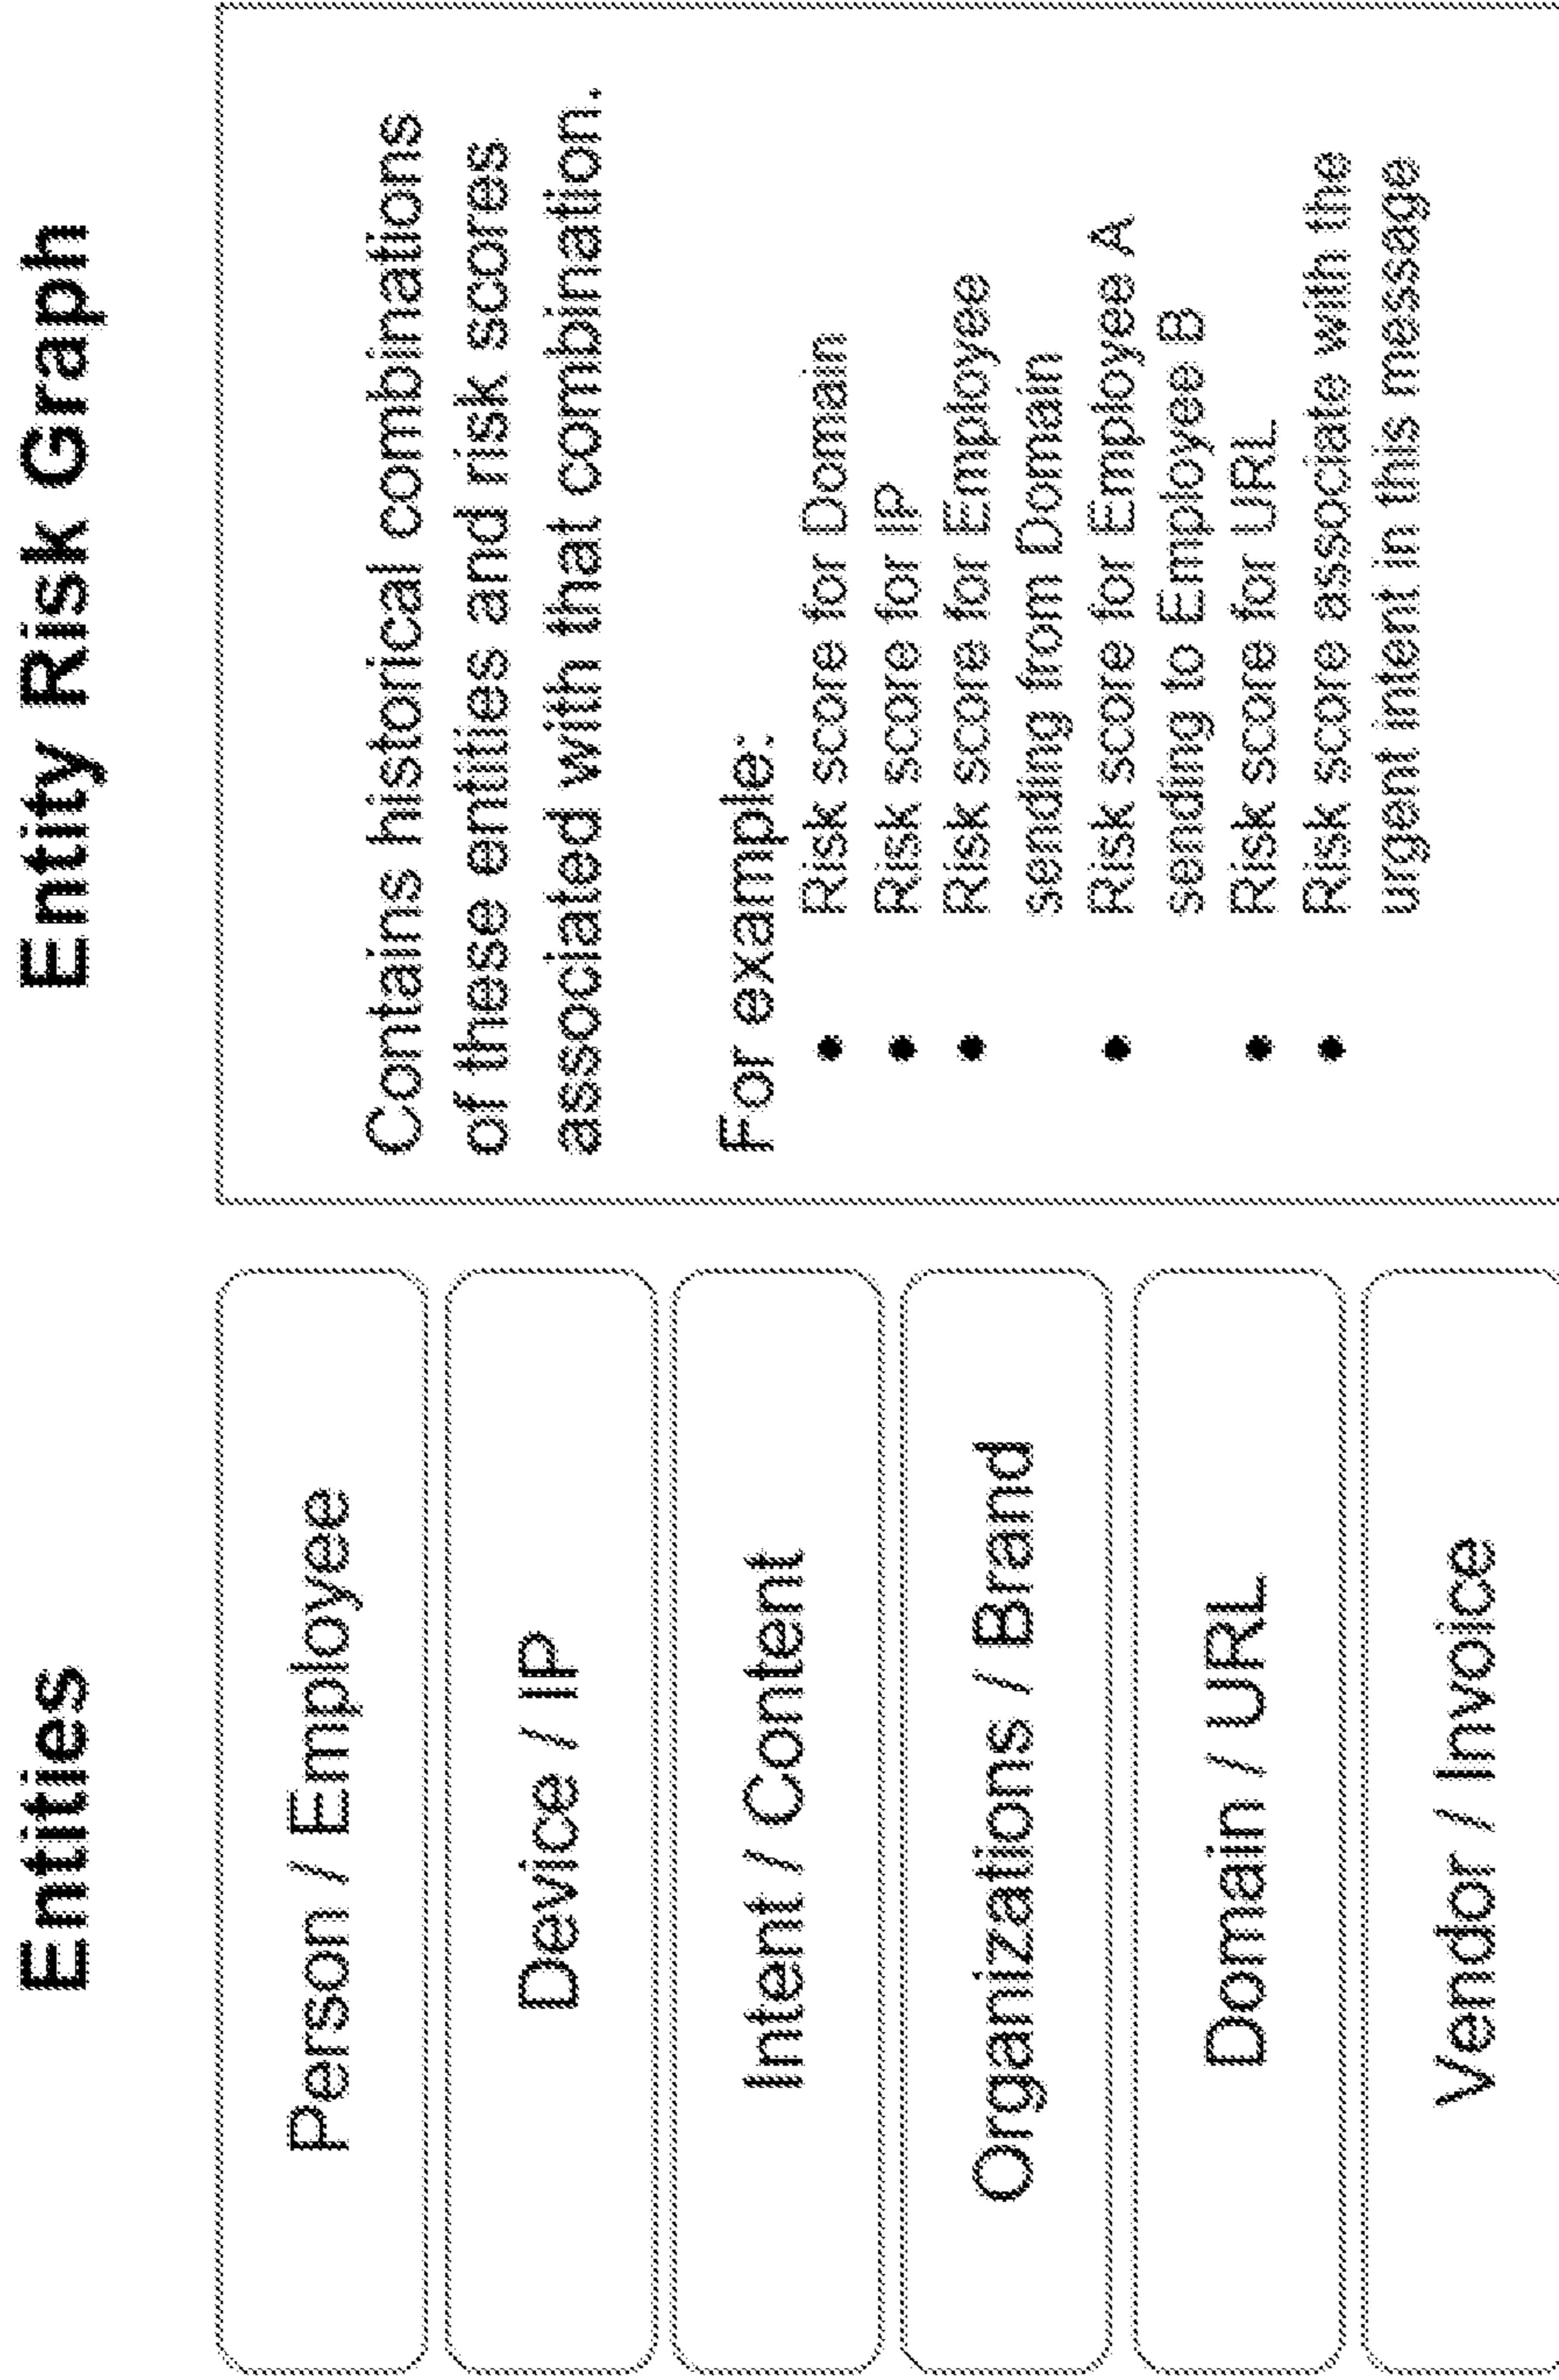 Entities
Person / Employee
Device / IP
Intent / Content
Organizations / Brand
Domain / URL
Vendor / Invoice
Entity Risk Graph
Contains historical combinations
of these entities and risk scores
associated with that combination.
For example:
• Risk score for Domain
• Risk score for IP
• Risk score for Employee
sending from Domain
• Risk score for Employee A
sending to Employee B
• Risk score for URL
• Risk score associate with the
urgent intent in this message